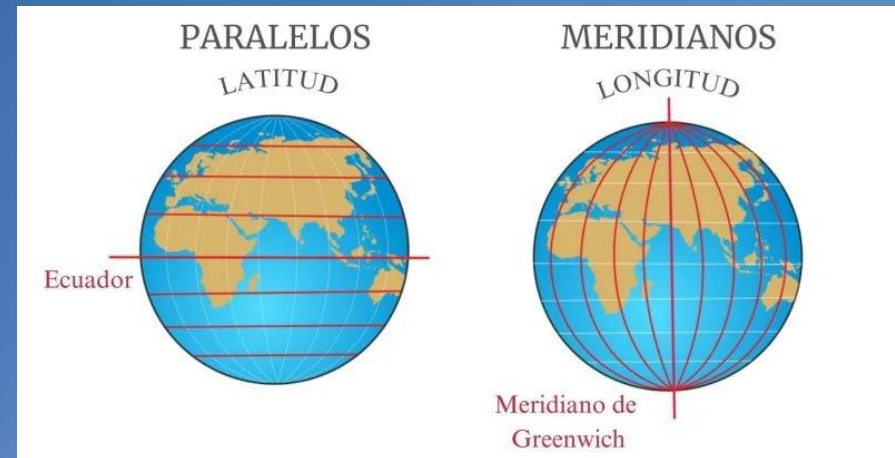 PARALELOS
LATITUD
Ecuador
MERIDIANOS
LONGITUD
Meridiano de
Greenwich